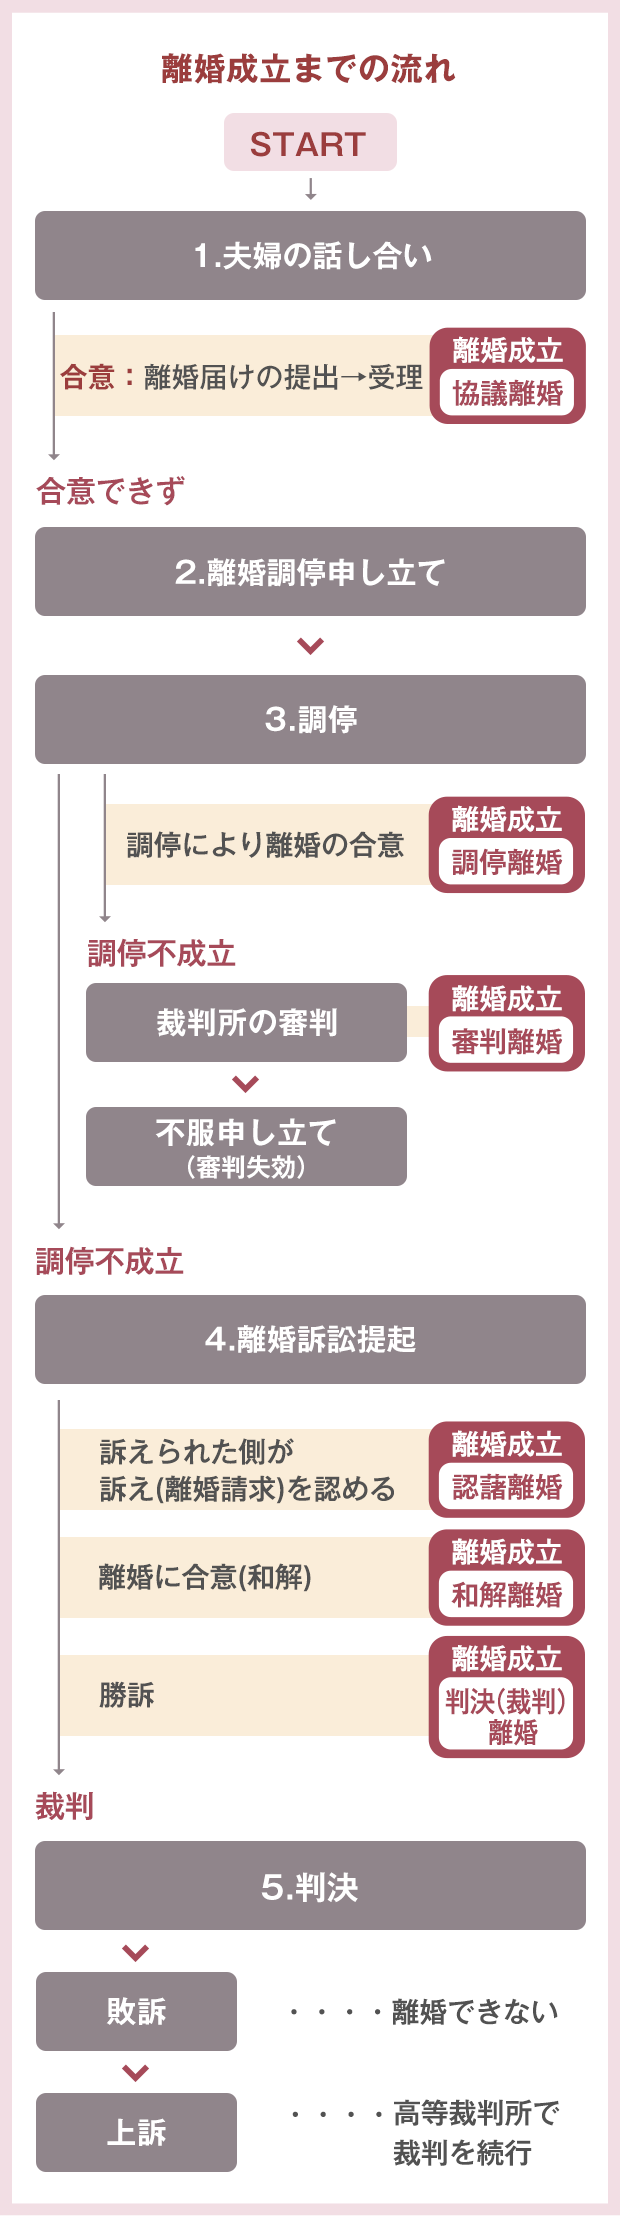 離婚成立までの流れ
START
↓
1.夫婦の話し合い
合意：離婚届けの提出→受理
離婚成立
協議離婚
合意できず
2.離婚調停申し立て
3.調停
調停により離婚の合意
離婚成立
調停離婚
調停不成立
裁判所の審判
離婚成立
審判離婚
不服申し立て
（審判失効）
調停不成立
4.離婚訴訟提起
訴えられた側が
訴え(離婚請求)を認める
離婚成立
認藷離婚
離婚に合意(和解)
離婚成立
和解離婚
勝訴
離婚成立
判決（裁判）
離婚
裁判
5.判決
敗訴
・・・・離婚できない
上訴
・・・・高等裁判所で
裁判を続行